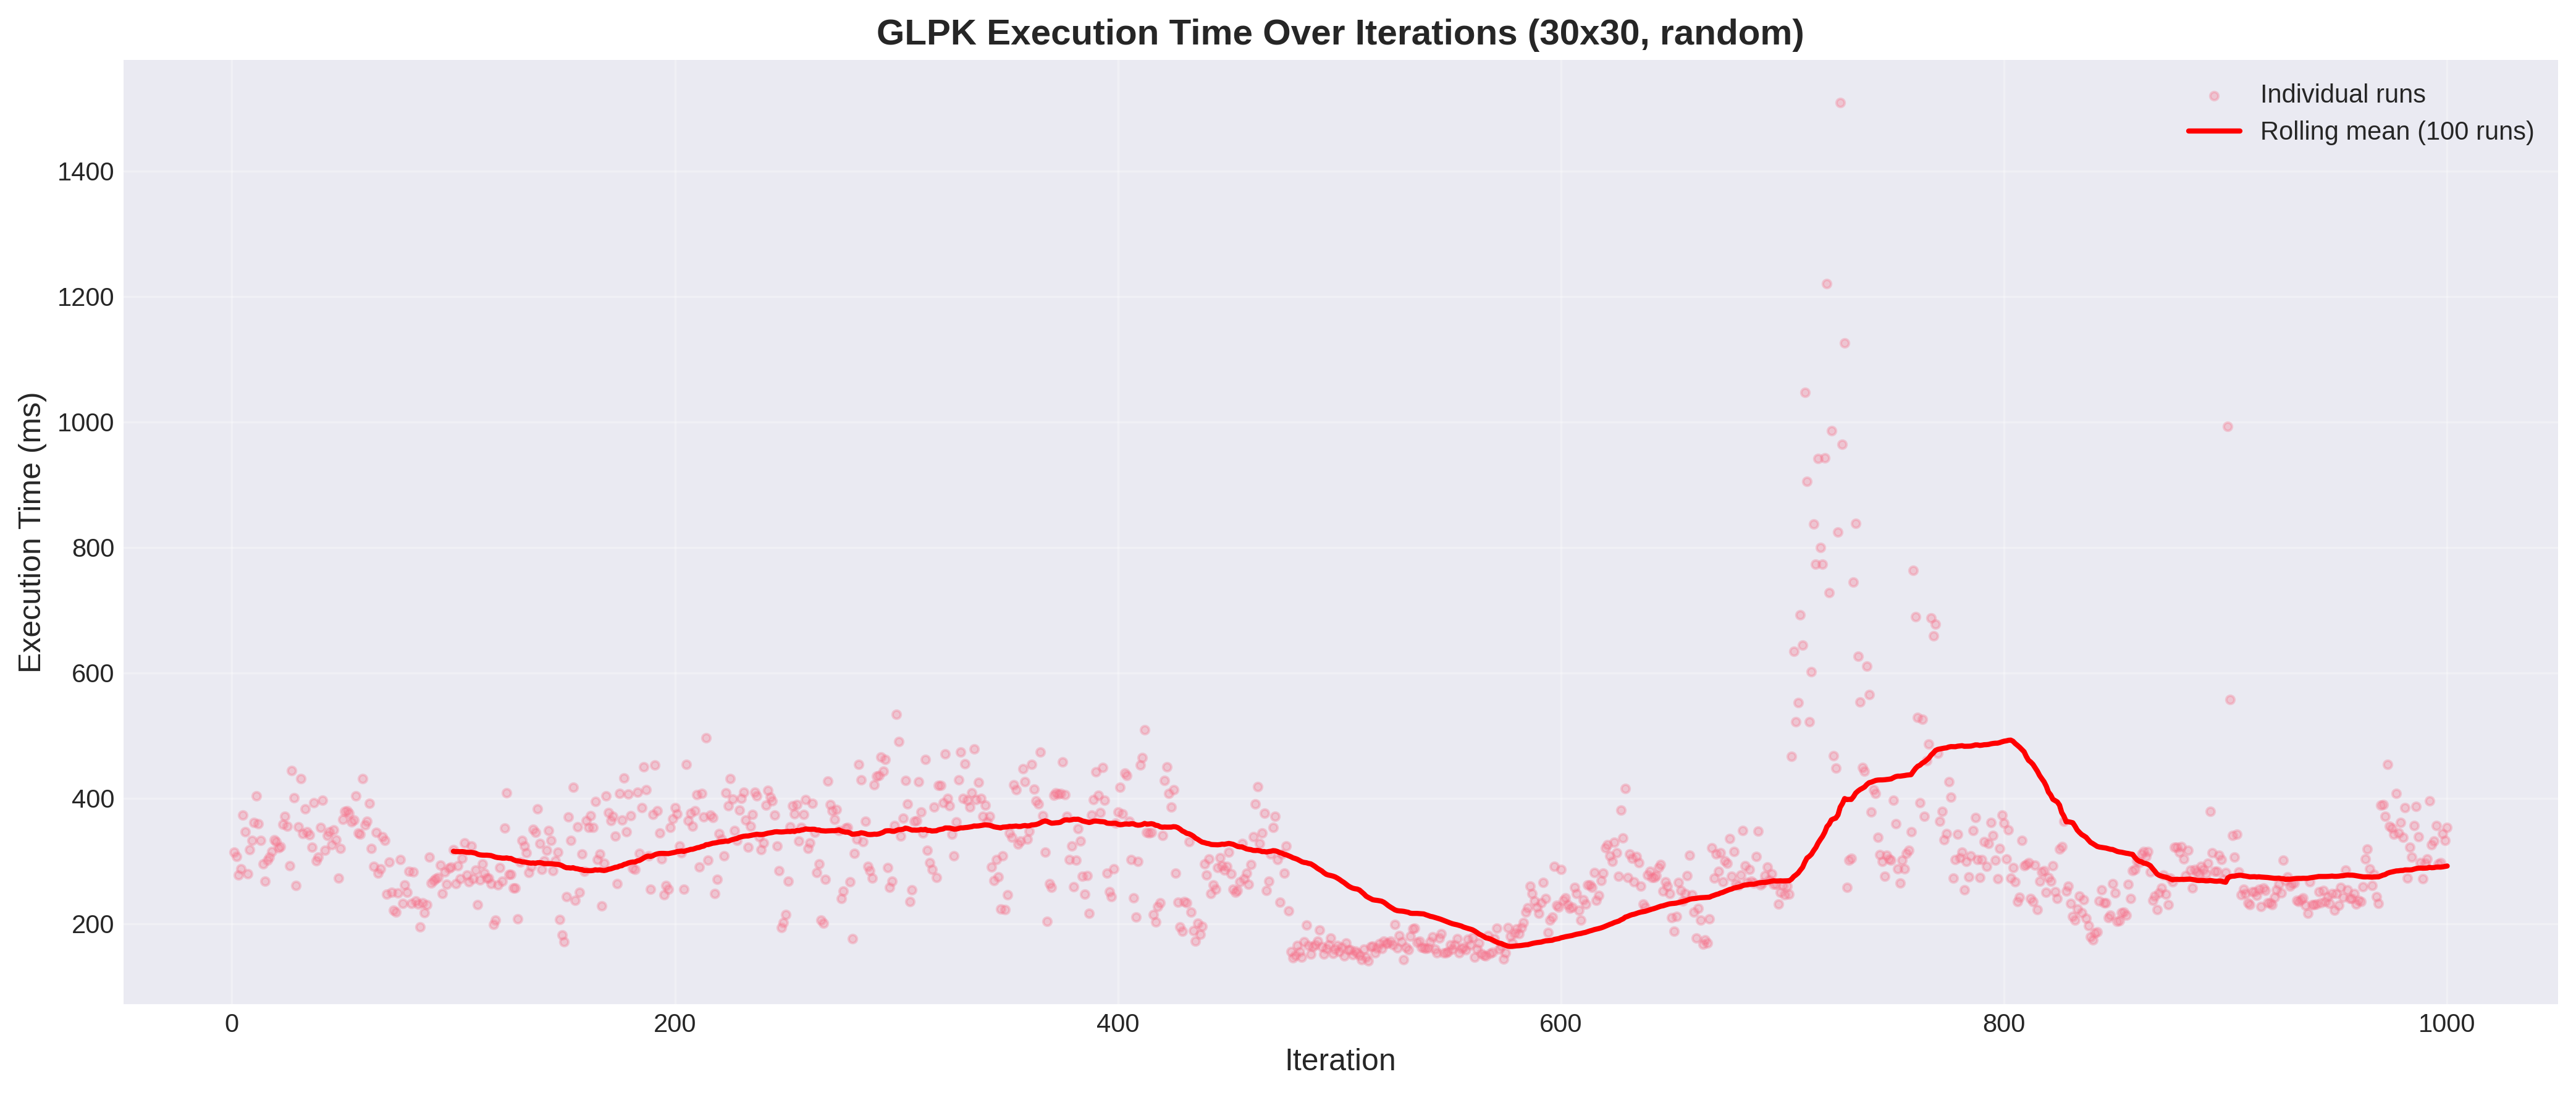 GLPK Execution Time Over Iterations (30x30, random)
Individual runs
Rolling mean (100 runs)
Execution Time (ms)
1400
1200
1000
800
600
400
200
0
200
400
600
800
1000
Iteration